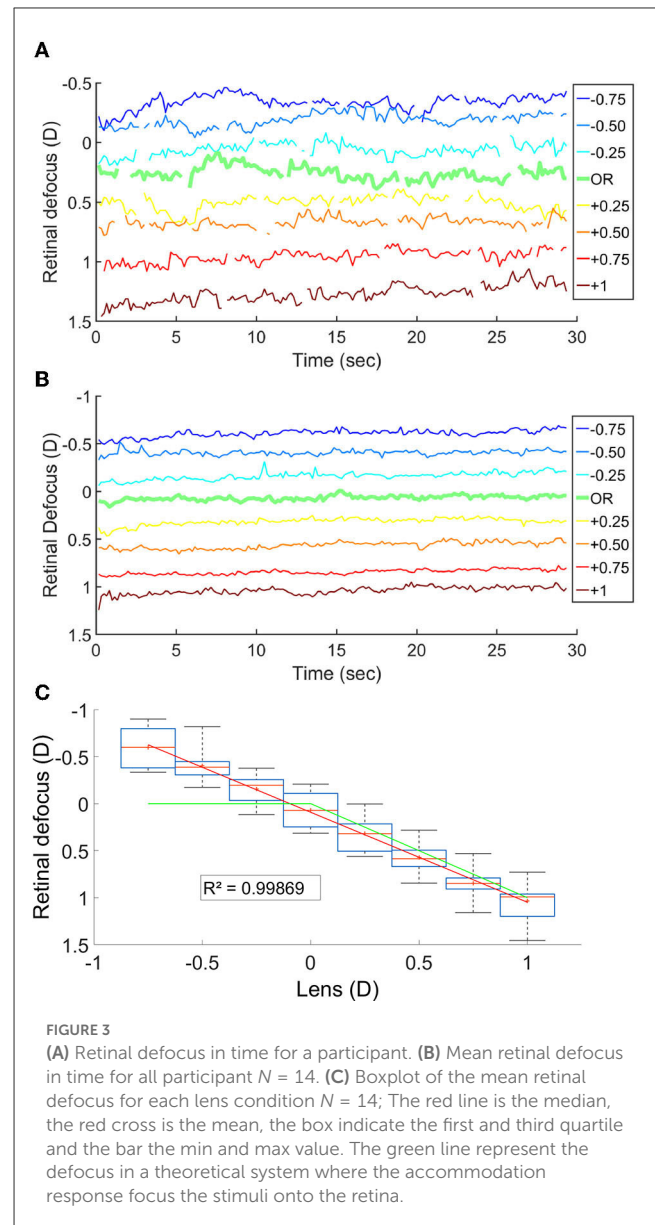 A
-0.5
0
0.5
1
1.5
Retinal defocus (D)
0 5 10 15 20 25 30
Time (sec)
-0.75
-0.50
-0.25
OR
+0.25
+0.50
+0.75
+1
B
-1
-0.5
0
0.5
1
1.5
Retinal Defocus (D)
0 5 10 15 20 25 30
Time (sec)
-0.75
-0.50
-0.25
OR
+0.25
+0.50
+0.75
+1
C
-1
-0.5
0
0.5
1
1.5
Retinal defocus (D)
R² = 0.99869
-1 -0.5 0 0.5 1
Lens (D)
FIGURE 3
(A) Retinal defocus in time for a participant. (B) Mean retinal defocus
in time for all participant N = 14. (C) Boxplot of the mean retinal
defocus for each lens condition N = 14; The red line is the median,
the red cross is the mean, the box indicate the first and third quartile
and the bar the min and max value. The green line represent the
defocus in a theoretical system where the accommodation
response focus the stimuli onto the retina.